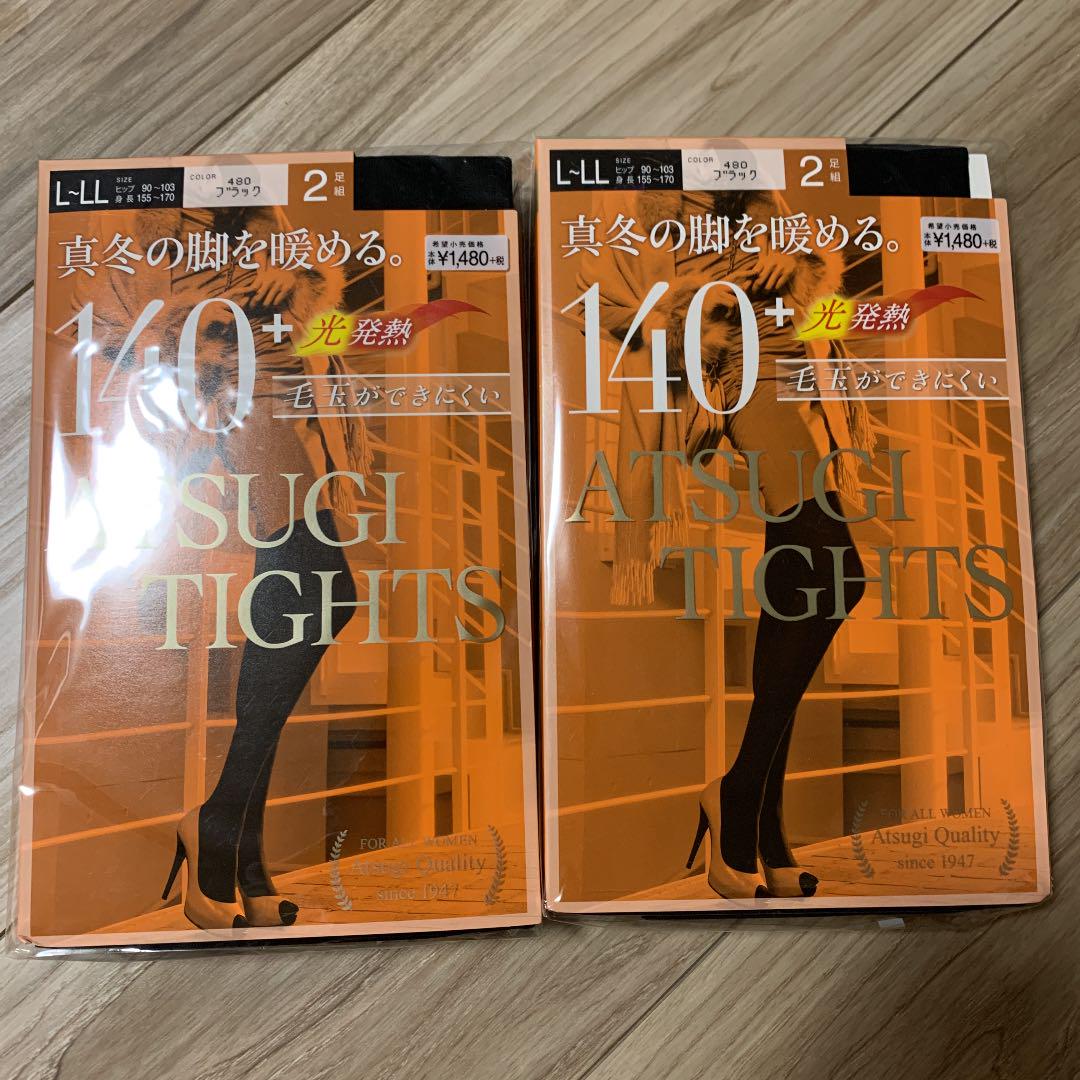 L~LL
SIZE
ヒップ 90~103
身長 155~170
COLOR
480
ブラック
2足組
真冬の脚を暖める。
希望小売価格
本体¥1,480+税
140+
光発熱
毛玉ができにくい
ATSUGI
TIGHTS
FOR ALL WOMEN
Atsugi Quality
since 1947
L~LL
SIZE
ヒップ 90~103
身長 155~170
COLOR
480
ブラック
2足組
真冬の脚を暖める。
希望小売価格
本体¥1,480+税
140+
光発熱
毛玉ができにくい
ATSUGI
TIGHTS
FOR ALL WOMEN
Atsugi Quality
since 1947